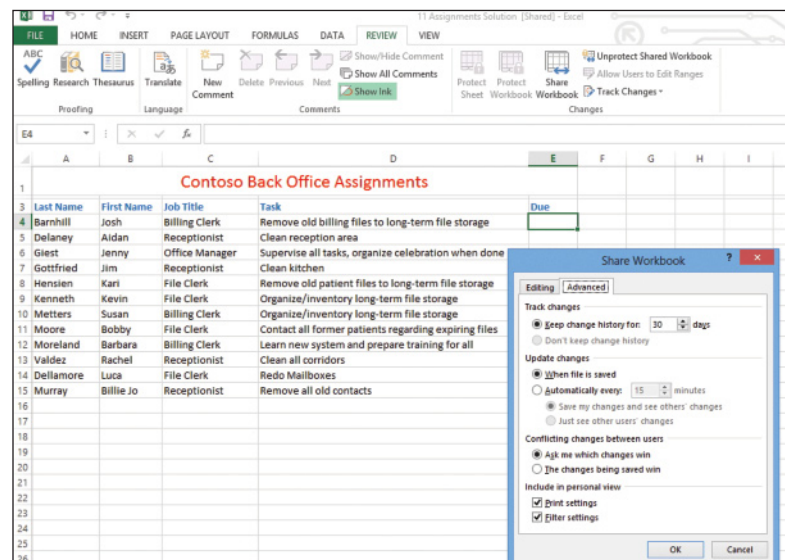 11 Assignments Solution [Shared] - Excel
FILE HOME INSERT PAGE LAYOUT FORMULAS DATA REVIEW VIEW
ABC
Spelling Research Thesaurus
Proofing
Translate
Language
New Comment
Delete Previous Next
Show/Hide Comment
Show All Comments
Show Ink
Comments
Protect Sheet
Protect Workbook
Share Workbook
Unprotect Shared Workbook
Allow Users to Edit Ranges
Track Changes
Changes
E4 fx
A B C D E F G H I
1 Contoso Back Office Assignments
3 Last Name First Name Job Title Task Due
4 Barnhill Josh Billing Clerk Remove old billing files to long-term file storage
5 Delaney Aidan Receptionist Clean reception area
6 Giest Jenny Office Manager Supervise all tasks, organize celebration when done
7 Gottfried Jim Receptionist Clean kitchen
8 Hensien Kari File Clerk Remove old patient files to long-term file storage
9 Kenneth Kevin File Clerk Organize/inventory long-term file storage
10 Metters Susan Billing Clerk Organize/inventory long-term file storage
11 Moore Bobby File Clerk Contact all former patients regarding expiring files
12 Moreland Barbara Billing Clerk Learn new system and prepare training for all
13 Valdez Rachel Receptionist Clean all corridors
14 Dellamore Luca File Clerk Redo Mailboxes
15 Murray Billie Jo Receptionist Remove all old contacts
16
17
18
19
20
21
22
23
24
25
26
Share Workbook ? ×
Editing Advanced
Track changes
Keep change history for: 30 days
Don't keep change history
Update changes
When file is saved
Automatically every: 15 minutes
Save my changes and see others' changes
Just see other users' changes
Conflicting changes between users
Ask me which changes win
The changes being saved win
Include in personal view
Print settings
Filter settings
OK Cancel